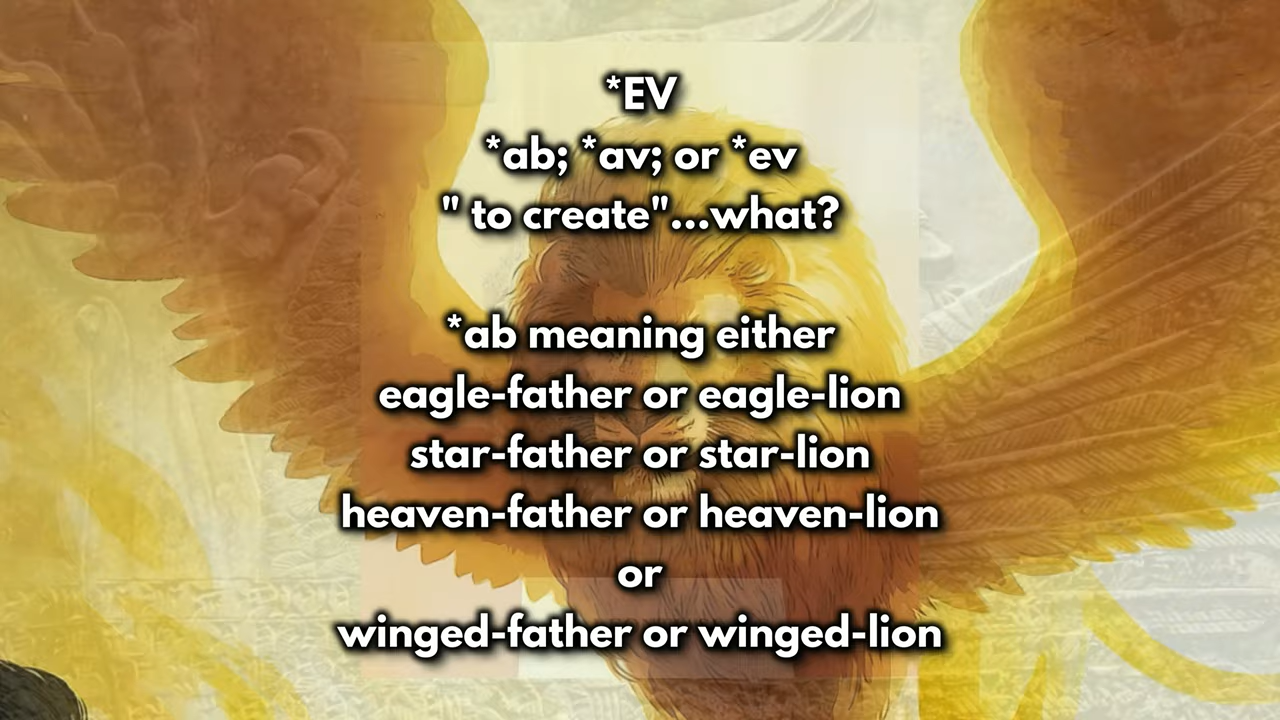 *EV
*ab; *av; or *ev
" to create"...what?
*ab meaning either
eagle-father or eagle-lion
star-father or star-lion
heaven-father or heaven-lion
or
winged-father or winged-lion